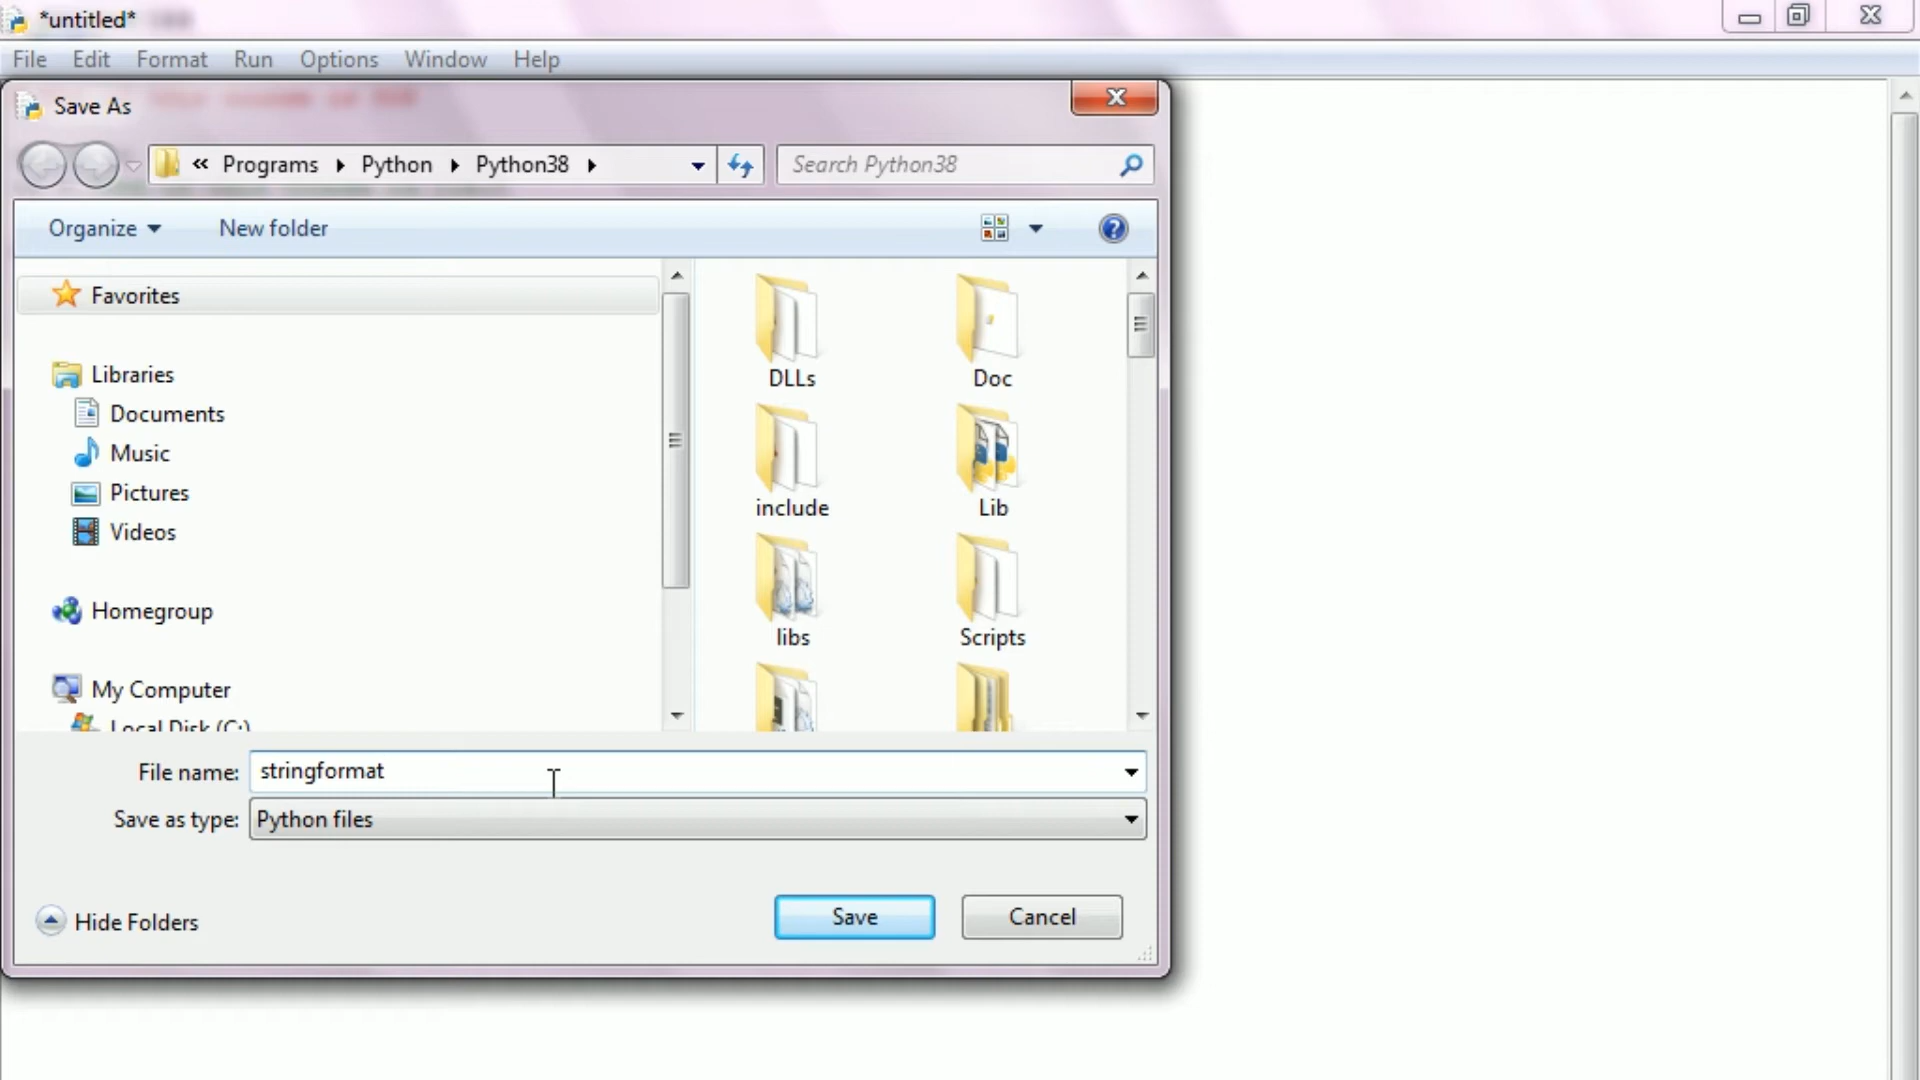 *untitled*
File Edit Format Run Options Window Help
Save As
« Programs Python Python38
Search Python38
Organize
New folder
Favorites
Libraries
Documents
Music
Pictures
Videos
Homegroup
My Computer
Local Disk (C:)
DLLs
Doc
include
Lib
libs
Scripts
File name: stringformat
Save as type: Python files
Hide Folders
Save
Cancel